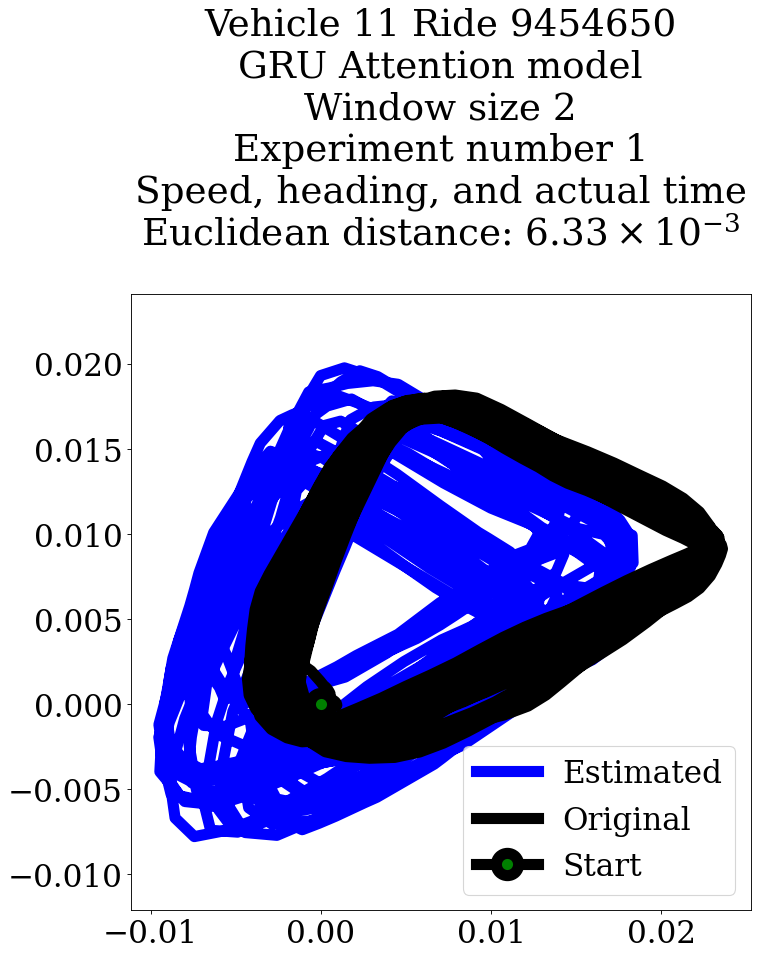 Vehicle 11 Ride 9454650
GRU Attention model
Window size 2
Experiment number 1
Speed, heading, and actual time
Euclidean distance: 6.33 × 10⁻³
0.020
0.015
0.010
0.005
0.000
−0.005
−0.010
Estimated
Original
Start
−0.01 0.00 0.01 0.02